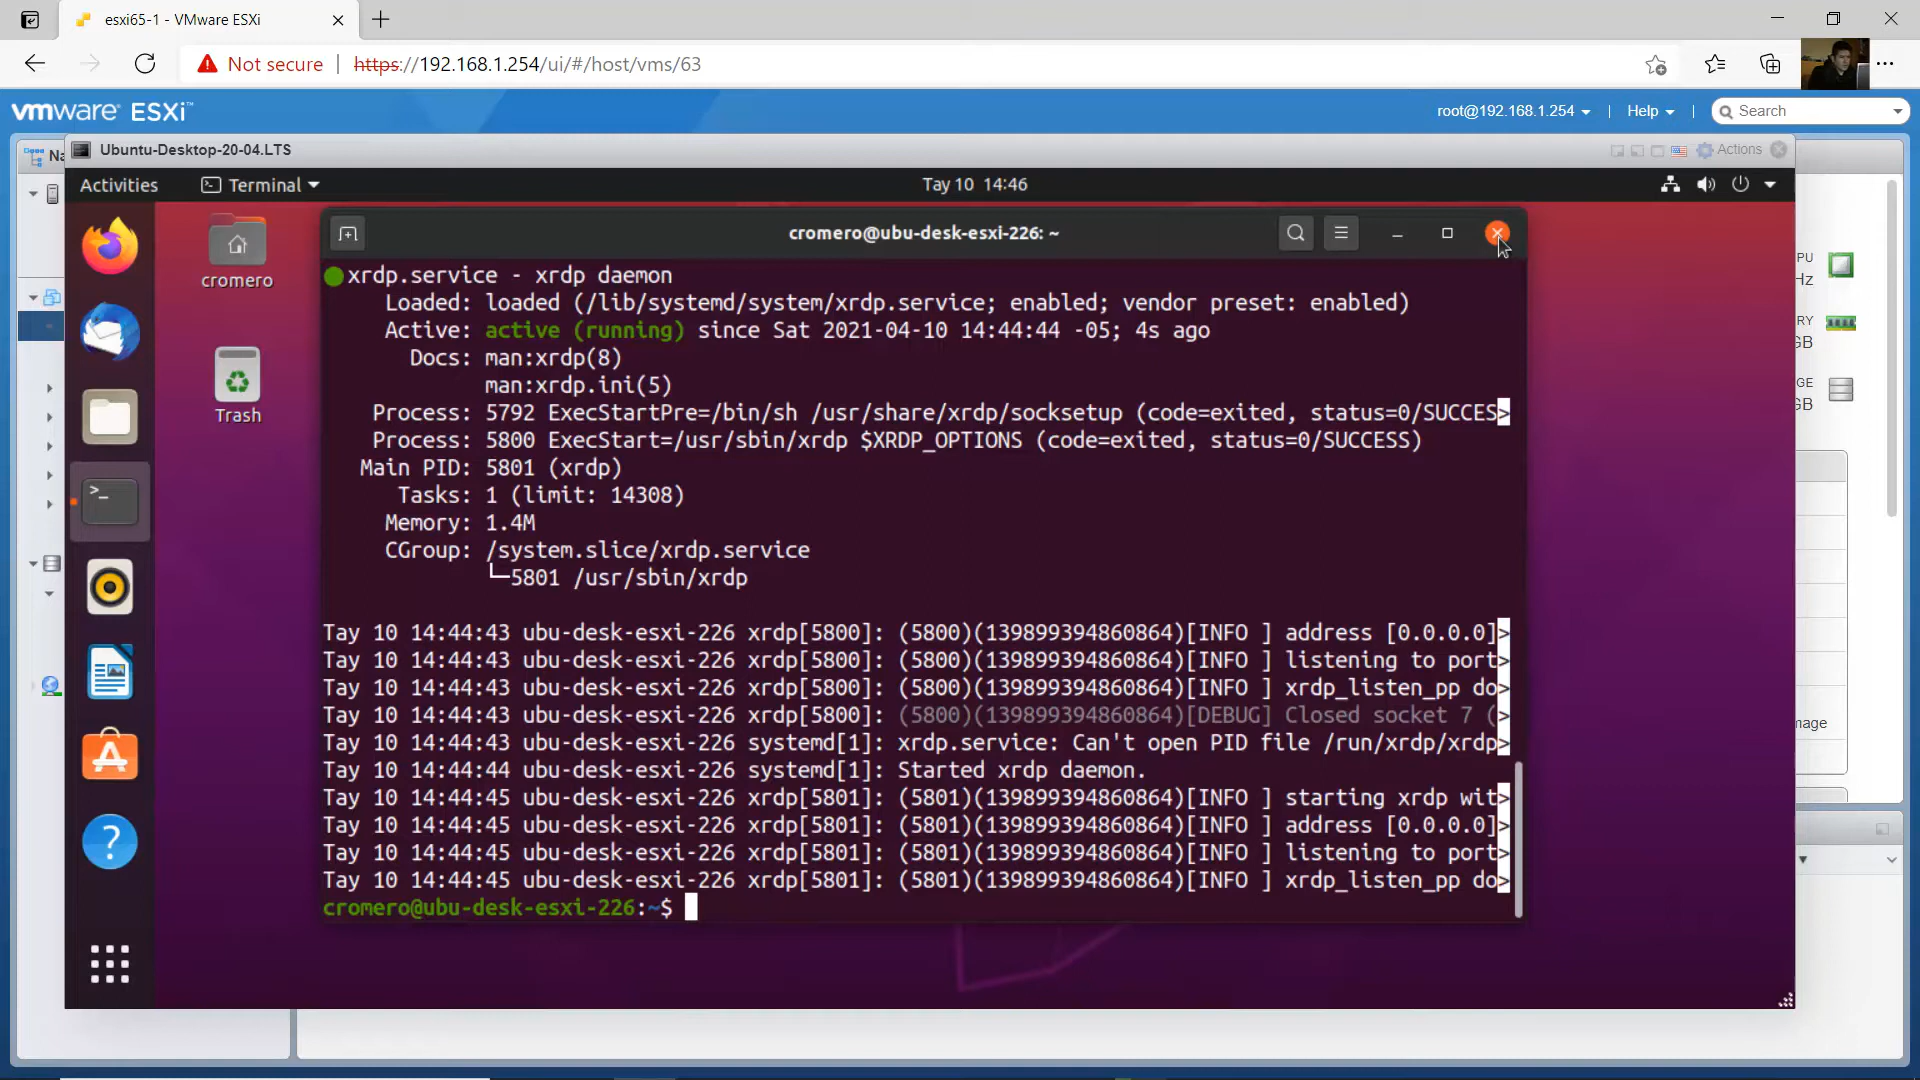 esxi65-1 - VMware ESXi
Not secure
https://192.168.1.254/ui/#/host/vms/63
vmware ESXi™
root@192.168.1.254
Help
Search
Na
Ubuntu-Desktop-20-04.LTS
Actions
Activities
Terminal
Tay 10 14:46
cromero
Trash
cromero@ubu-desk-esxi-226: ~
xrdp.service - xrdp daemon
Loaded: loaded (/lib/systemd/system/xrdp.service; enabled; vendor preset: enabled)
Active: active (running) since Sat 2021-04-10 14:44:44 -05; 4s ago
Docs: man:xrdp(8)
man:xrdp.ini(5)
Process: 5792 ExecStartPre=/bin/sh /usr/share/xrdp/socksetup (code=exited, status=0/SUCCES>
Process: 5800 ExecStart=/usr/sbin/xrdp $XRDP_OPTIONS (code=exited, status=0/SUCCESS)
Main PID: 5801 (xrdp)
Tasks: 1 (limit: 14308)
Memory: 1.4M
CGroup: /system.slice/xrdp.service
└─5801 /usr/sbin/xrdp
Tay 10 14:44:43 ubu-desk-esxi-226 xrdp[5800]: (5800)(139899394860864)[INFO ] address [0.0.0.0]>
Tay 10 14:44:43 ubu-desk-esxi-226 xrdp[5800]: (5800)(139899394860864)[INFO ] listening to port>
Tay 10 14:44:43 ubu-desk-esxi-226 xrdp[5800]: (5800)(139899394860864)[INFO ] xrdp_listen_pp do>
Tay 10 14:44:43 ubu-desk-esxi-226 xrdp[5800]: (5800)(139899394860864)[DEBUG] Closed socket 7 (>
Tay 10 14:44:43 ubu-desk-esxi-226 systemd[1]: xrdp.service: Can't open PID file /run/xrdp/xrdp>
Tay 10 14:44:44 ubu-desk-esxi-226 systemd[1]: Started xrdp daemon.
Tay 10 14:44:45 ubu-desk-esxi-226 xrdp[5801]: (5801)(139899394860864)[INFO ] starting xrdp wit>
Tay 10 14:44:45 ubu-desk-esxi-226 xrdp[5801]: (5801)(139899394860864)[INFO ] address [0.0.0.0]>
Tay 10 14:44:45 ubu-desk-esxi-226 xrdp[5801]: (5801)(139899394860864)[INFO ] listening to port>
Tay 10 14:44:45 ubu-desk-esxi-226 xrdp[5801]: (5801)(139899394860864)[INFO ] xrdp_listen_pp do>
cromero@ubu-desk-esxi-226:~$
PU
Hz
RY
GB
GE
GB
mage